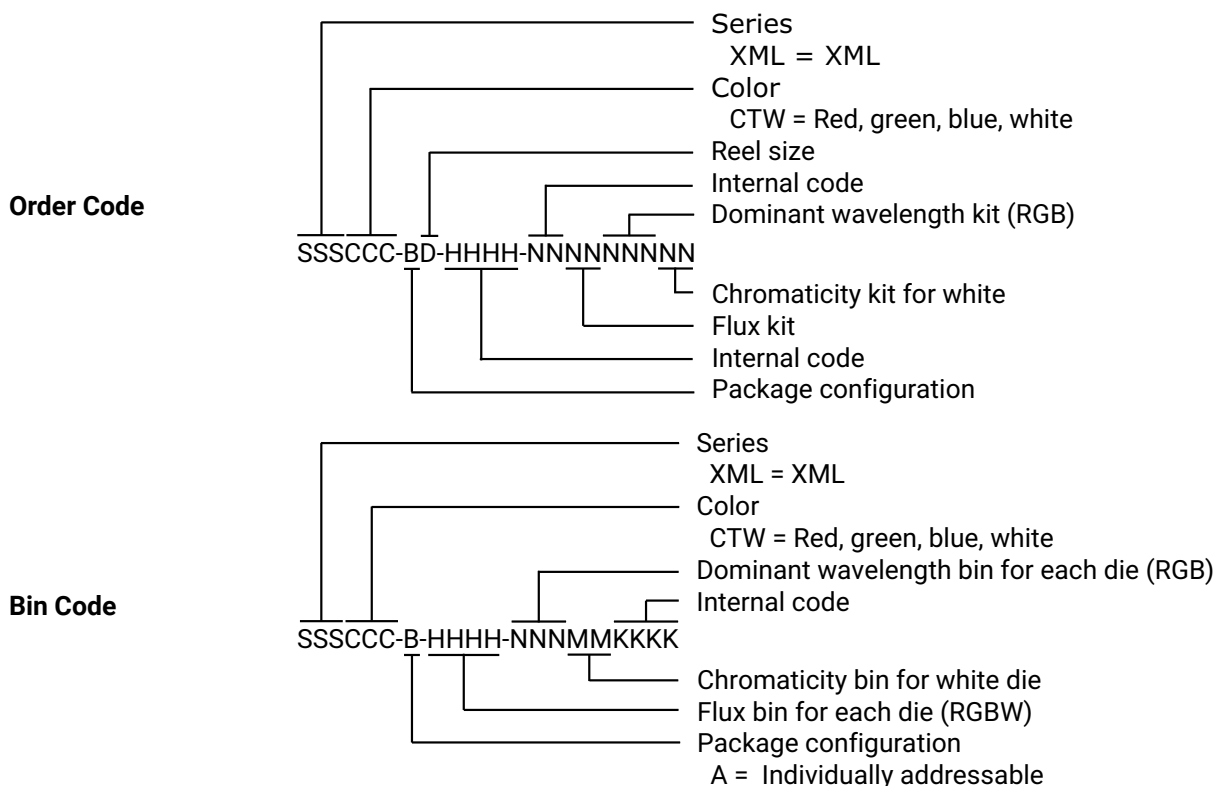 Series
XML = XML
Color
CTW = Red, green, blue, white
Reel size
Internal code
Dominant wavelength kit (RGB)
Order Code
SSSCCC-BD-HHHH-NNNNNNNNN
Chromaticity kit for white
Flux kit
Internal code
Package configuration
Series
XML = XML
Color
CTW = Red, green, blue, white
Dominant wavelength bin for each die (RGB)
Internal code
Bin Code
SSSCCC-B-HHHH-NNNMMKKKK
Chromaticity bin for white die
Flux bin for each die (RGBW)
Package configuration
A = Individually addressable